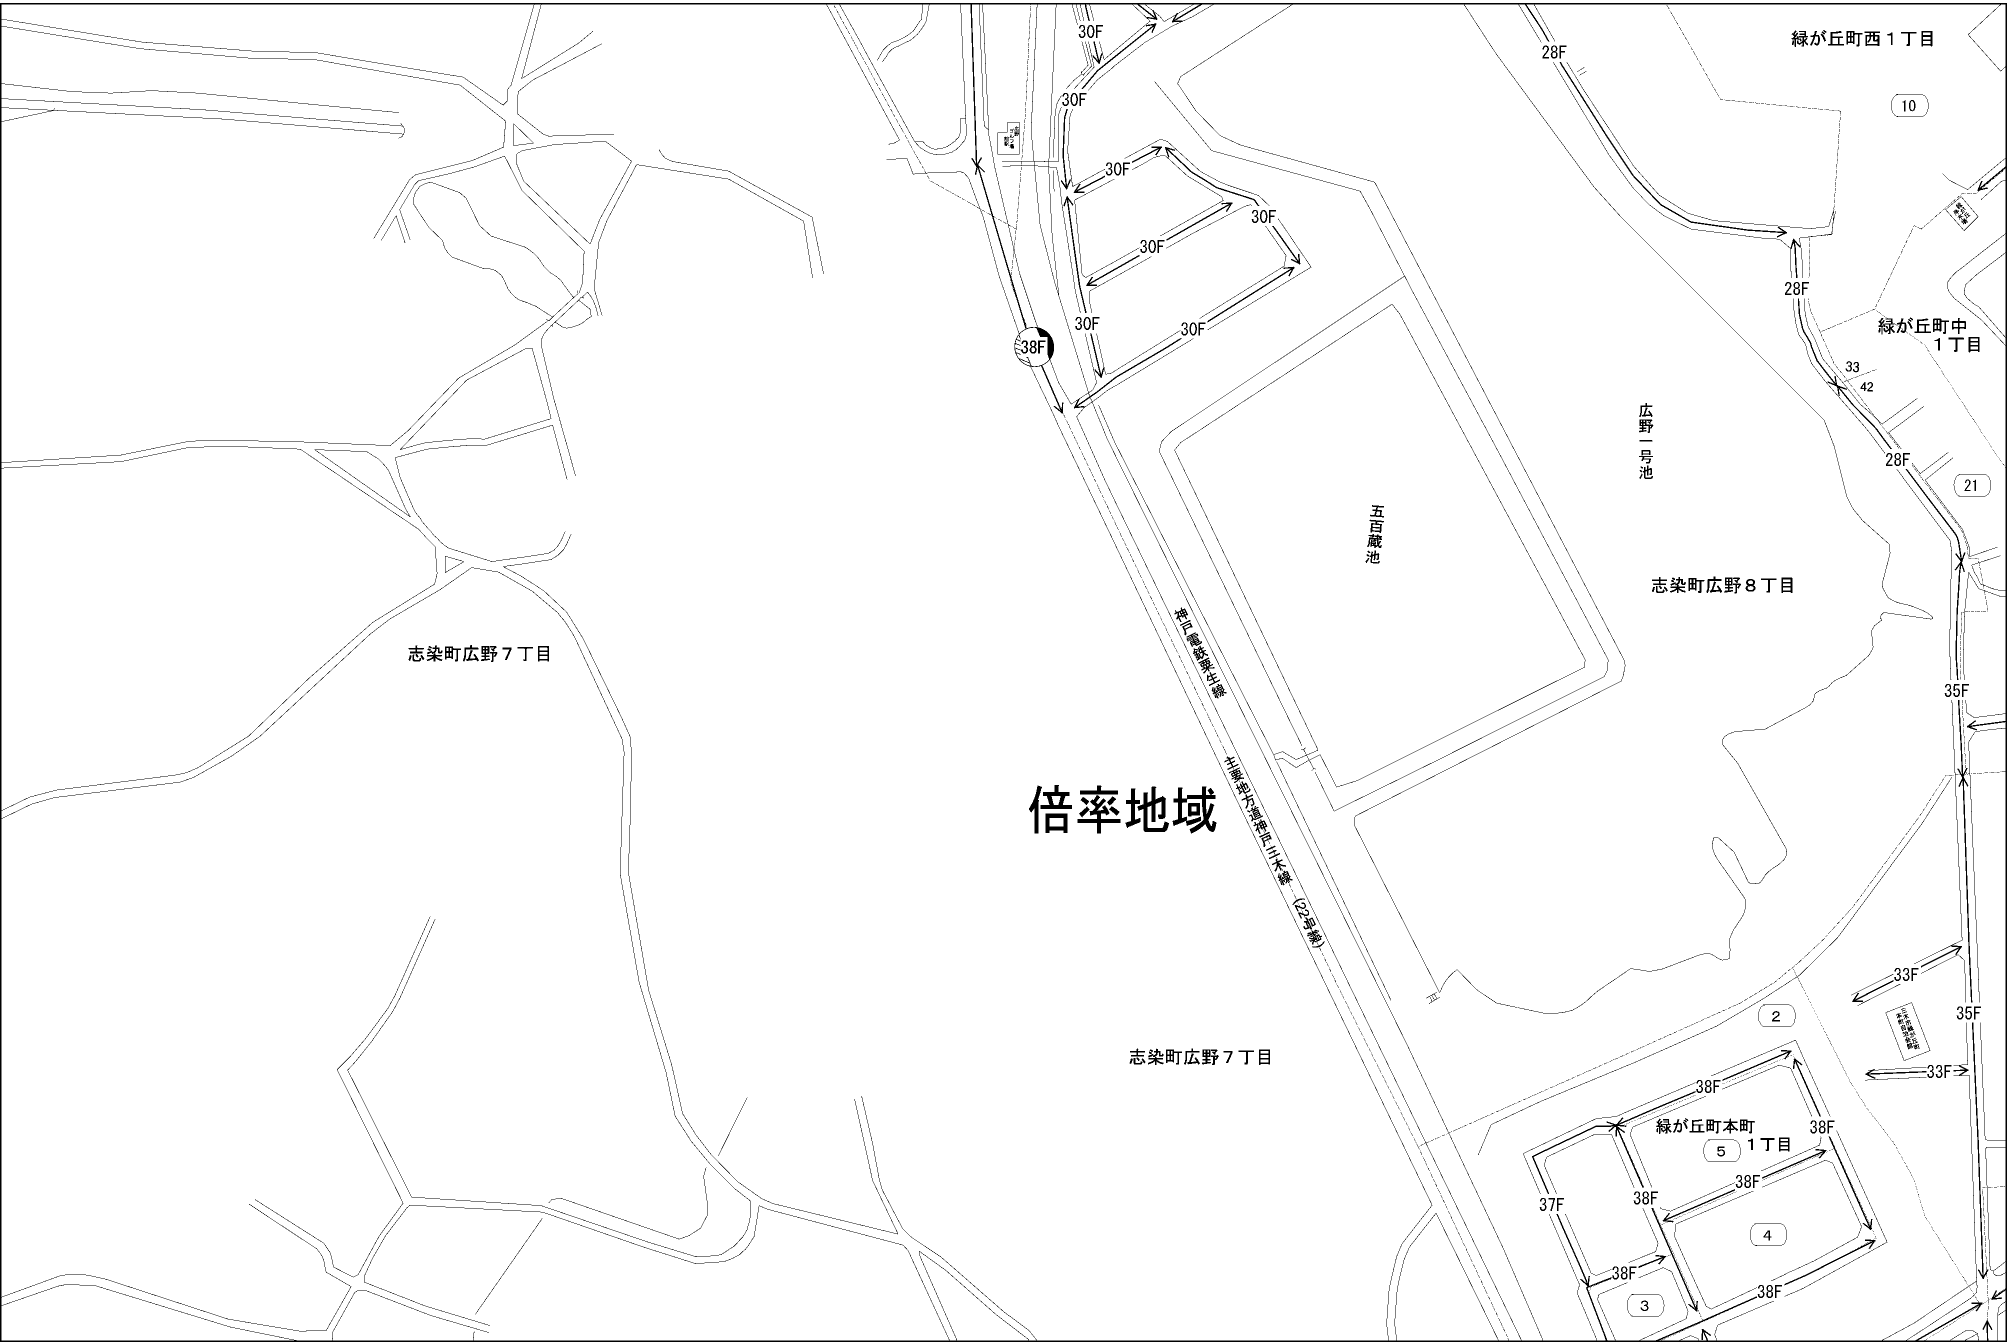 30F
28F
緑が丘町西１丁目
30F
10
30F
30F
30F
28F
30F
30F
緑が丘町中
１丁目
38F
33
42
広野一号池
28F
21
五百蔵池
志染町広野８丁目
神戸電鉄粟生線
志染町広野７丁目
35F
倍率地域
主要地方道神戸三木線 (22号線)
33F
35F
2
志染町広野７丁目
33F
38F
緑が丘町本町
１丁目
38F
5
38F
38F
37F
4
38F
38F
3